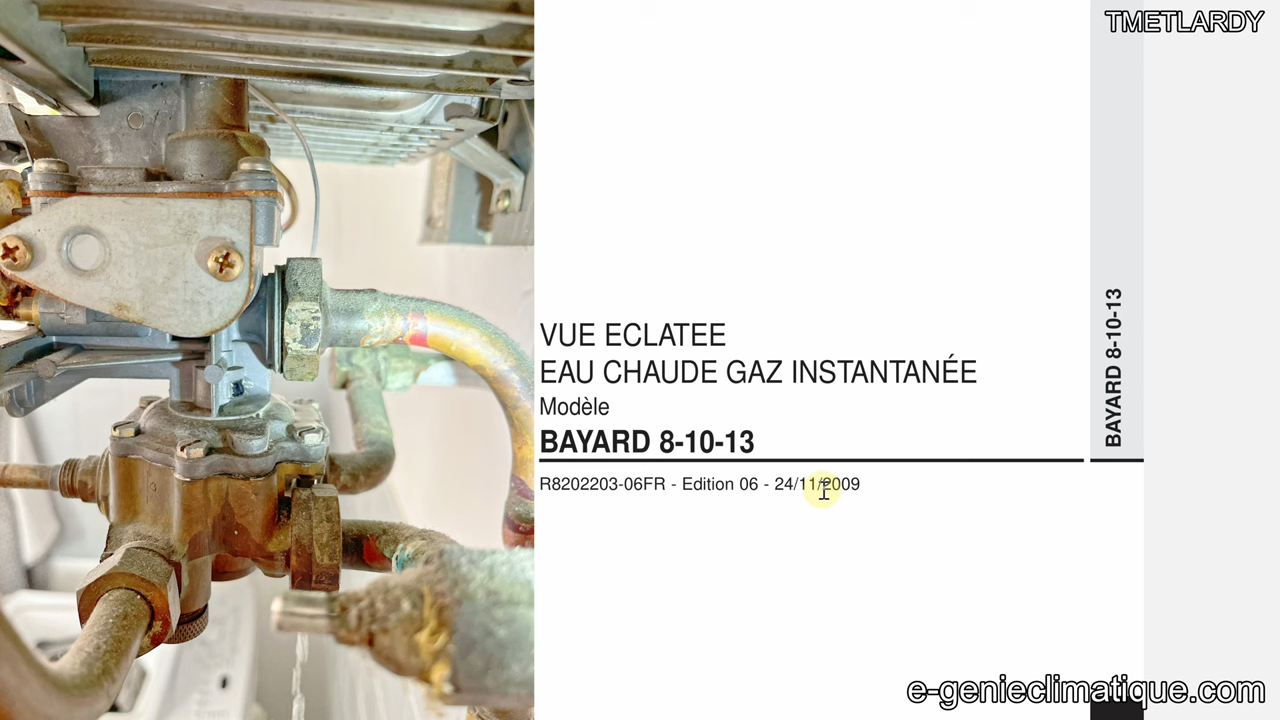 TMETLARDY
VUE ECLATEE
EAU CHAUDE GAZ INSTANTANÉE
Modèle
BAYARD 8-10-13
R8202203-06FR - Edition 06 - 24/11/2009
BAYARD 8-10-13
e-genieclimatique.com